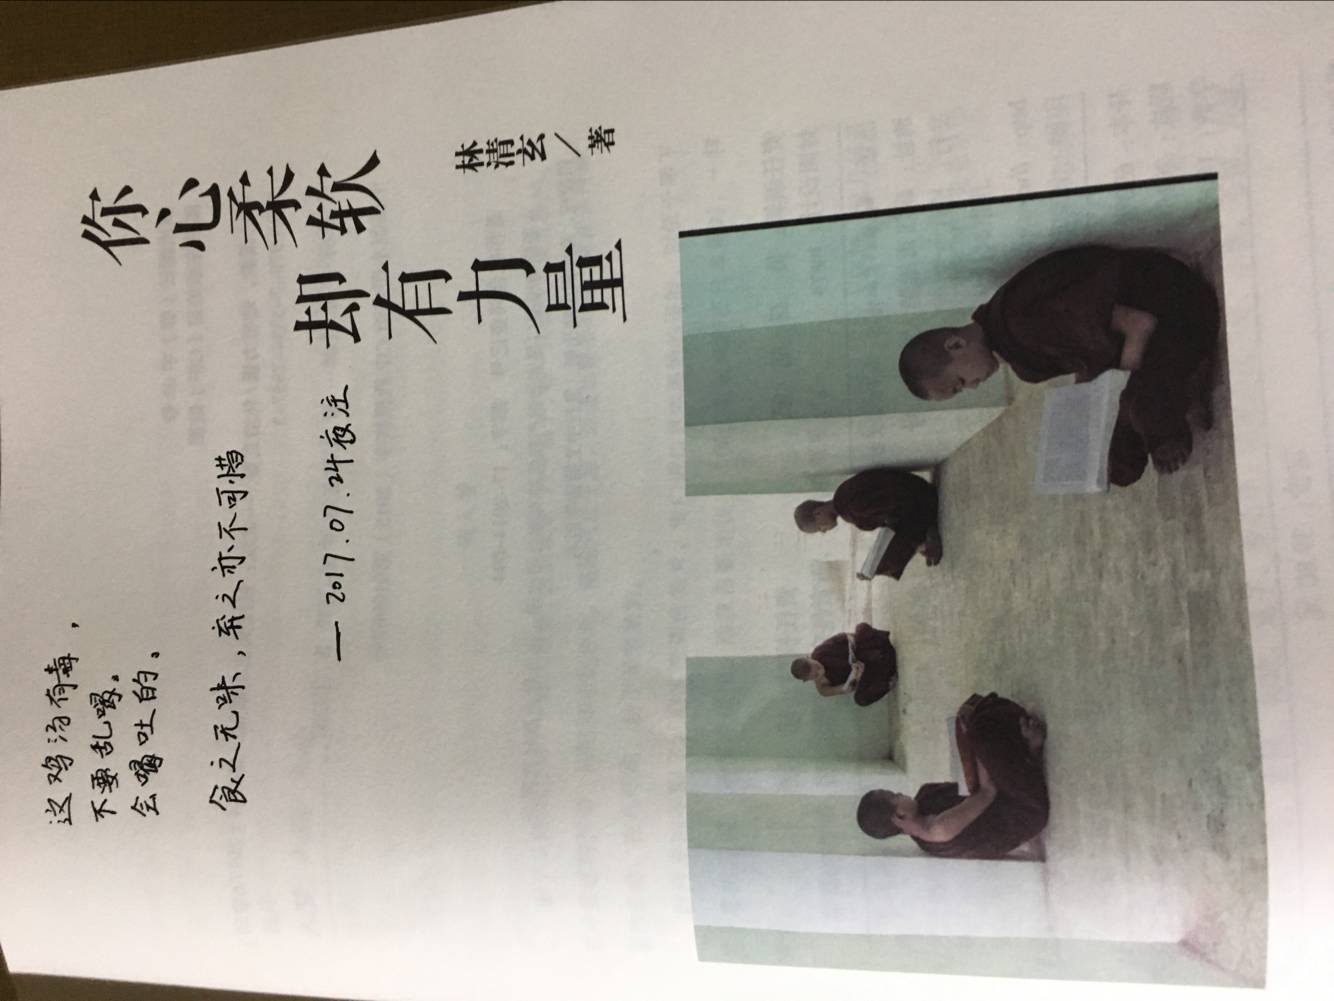 这鸡汤有毒，
不要乱喝。
会喝吐的。
食之无味，弃之亦不可惜
— 2017.07.24夜注
你心柔软
却有力量
林清玄/著